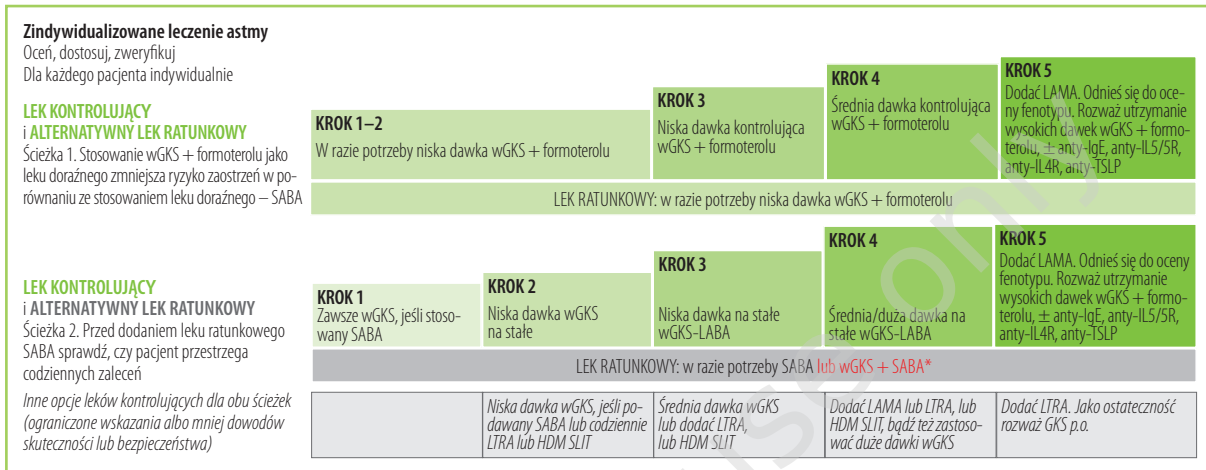 Zindywidualizowane leczenie astmy
Oceń, dostosuj, zweryfikuj
Dla każdego pacjenta indywidualnie
LEK KONTROLUJĄCY
i ALTERNATYWNY LEK RATUNKOWY
Ścieżka 1. Stosowanie wGKS + formoterolu jako
leku doraźnego zmniejsza ryzyko zaostrzeń w po-
równaniu ze stosowaniem leku doraźnego – SABA
KROK 1–2
W razie potrzeby niska dawka wGKS + formoterolu
KROK 3
Niska dawka kontrolująca
wGKS + formoterolu
KROK 4
Średnia dawka kontrolująca
wGKS + formoterolu
KROK 5
Dodać LAMA. Odnieś się do oce-
ny fenotypu. Rozważ utrzymanie
wysokich dawek wGKS + formo-
terolu, ± anty-IgE, anty-IL5/5R,
anty-IL4R, anty-TSLP
LEK RATUNKOWY: w razie potrzeby niska dawka wGKS + formoterolu
LEK KONTROLUJĄCY
i ALTERNATYWNY LEK RATUNKOWY
Ścieżka 2. Przed dodaniem leku ratunkowego
SABA sprawdź, czy pacjent przestrzega
codziennych zaleceń
KROK 1
Zawsze wGKS, jeśli stoso-
wany SABA
KROK 2
Niska dawka wGKS
na stałe
KROK 3
Niska dawka na stałe
wGKS-LABA
KROK 4
Średnia/duża dawka na
stałe wGKS-LABA
KROK 5
Dodać LAMA. Odnieś się do oceny
fenotypu. Rozważ utrzymanie
wysokich dawek wGKS + formo-
terolu, ± anty-IgE, anty-IL5/5R,
anty-IL4R, anty-TSLP
LEK RATUNKOWY: w razie potrzeby SABA lub wGKS + SABA*
Inne opcje leków kontrolujących dla obu ścieżek
(ograniczone wskazania albo mniej dowodów
skuteczności lub bezpieczeństwa)
Niska dawka wGKS, jeśli po-
dawany SABA lub codziennie
LTRA lub HDM SLIT
Średnia dawka wGKS
lub dodać LTRA,
lub HDM SLIT
Dodać LAMA lub LTRA, lub
HDM SLIT, bądź też zastoso-
wać duże dawki wGKS
Dodać LTRA. Jako ostateczność
rozważ GKS p.o.
use only